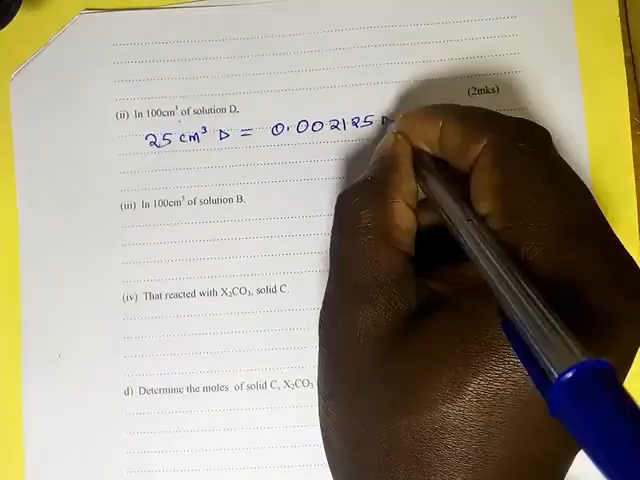 (ii) In 100cm³ of solution D.
(2mks)
25 cm³ D = 0.002125
(iii) In 100cm³ of solution B.
(iv) That reacted with X₂CO₃, solid C.
d) Determine the moles of solid C, X₂CO₃